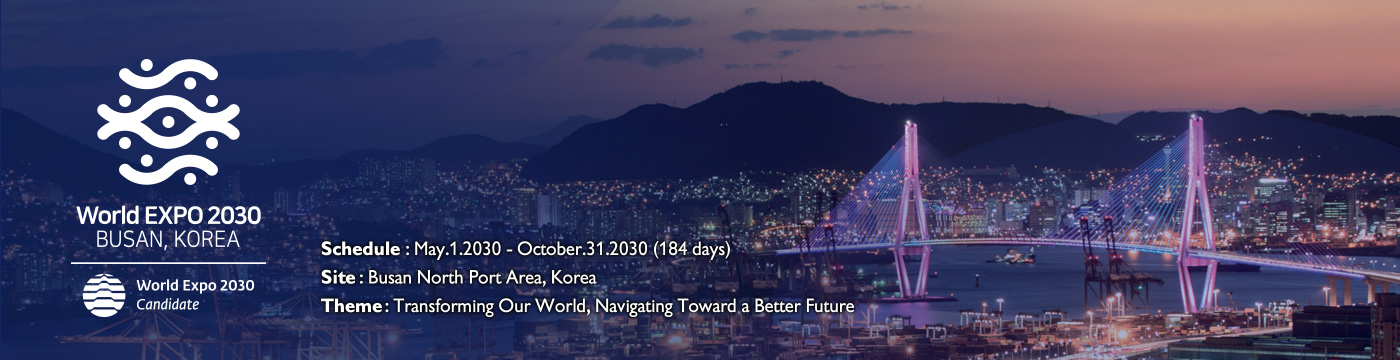 World EXPO 2030
BUSAN, KOREA
World Expo 2030
Candidate
Schedule : May.1.2030 - October.31.2030 (184 days)
Site : Busan North Port Area, Korea
Theme : Transforming Our World, Navigating Toward a Better Future